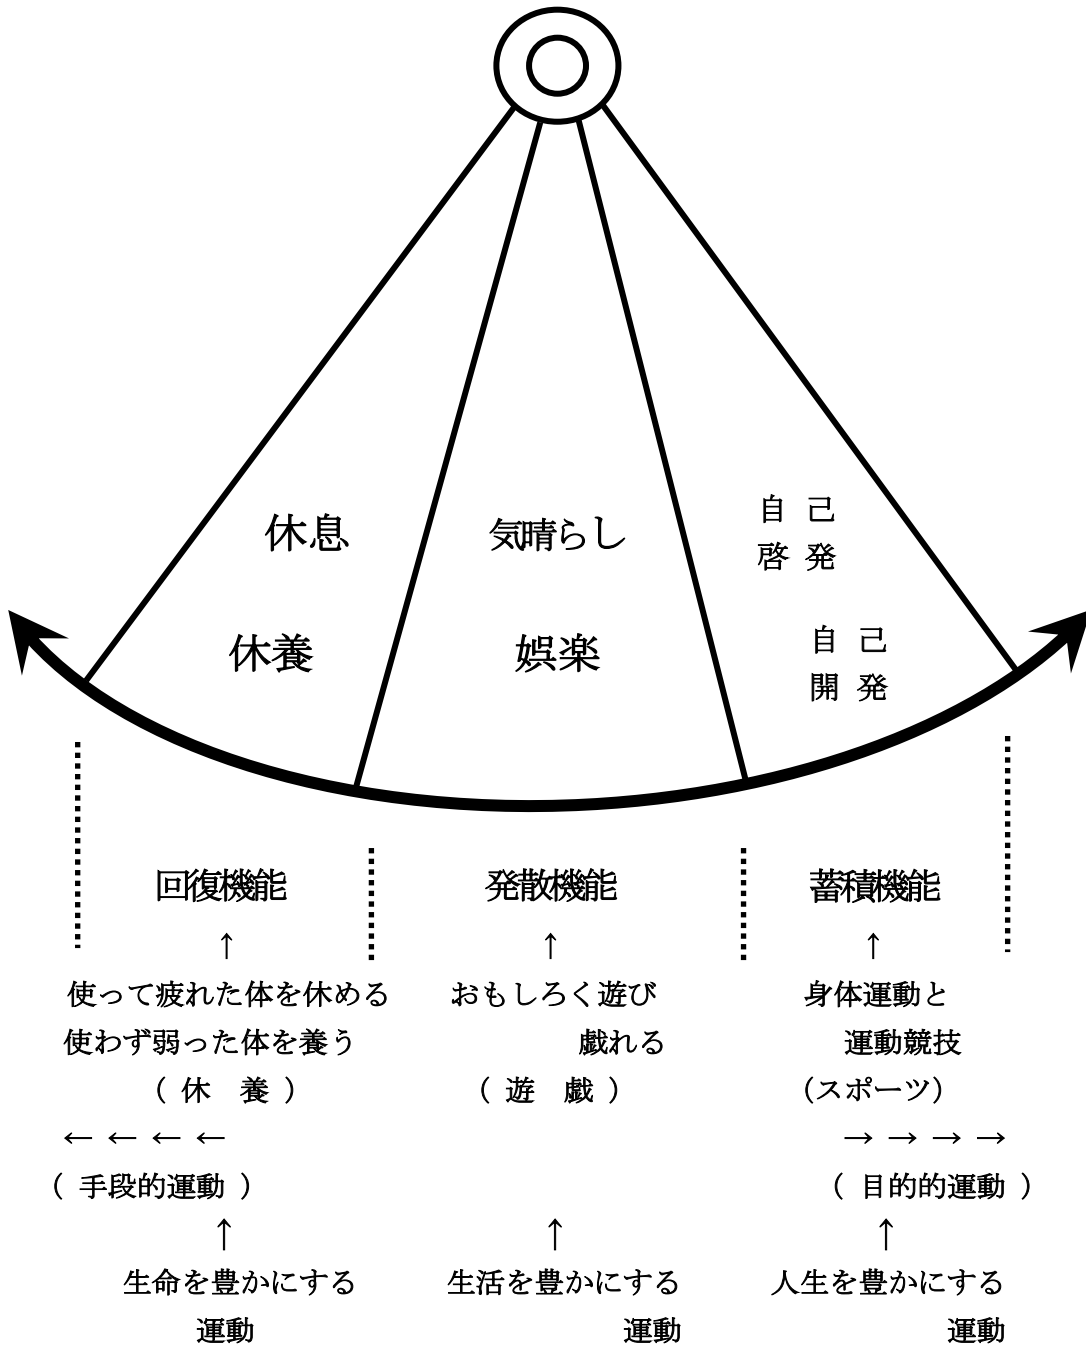 休息
休養
気晴らし
娯楽
自 己
啓 発
自 己
開 発
回復機能
発散機能
蓄積機能
↑ ↑ ↑
使って疲れた体を休める
使わず弱った体を養う
（ 休 養 ）
おもしろく遊び
戯れる
（ 遊 戯 ）
身体運動と
運動競技
（スポーツ）
← ← ← ←
→ → → →
（ 手段的運動 ）
（ 目的的運動 ）
↑ ↑ ↑
生命を豊かにする
運動
生活を豊かにする
運動
人生を豊かにする
運動